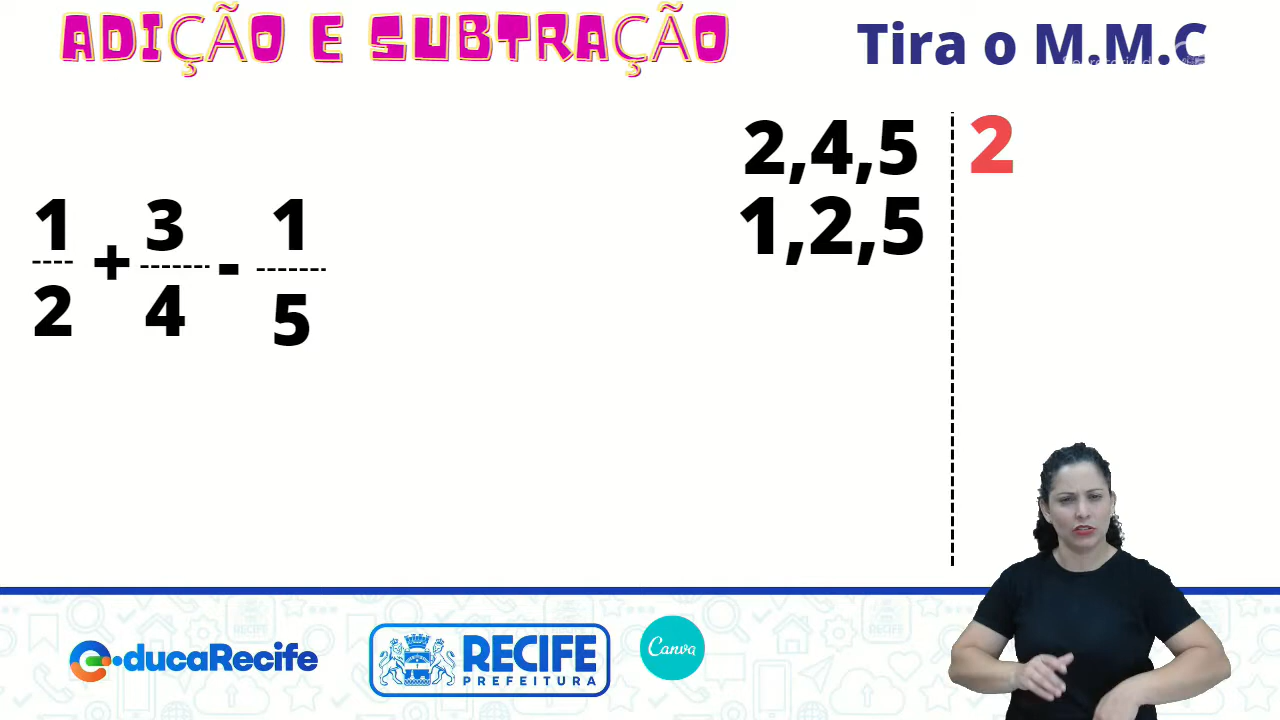 ADIÇÃO E SUBTRAÇÃO
Tira o M.M.C
2,4,5 2
1,2,5
1 + 3 - 1
2 4 5
educaRecife
RECIFE
PREFEITURA
Canva